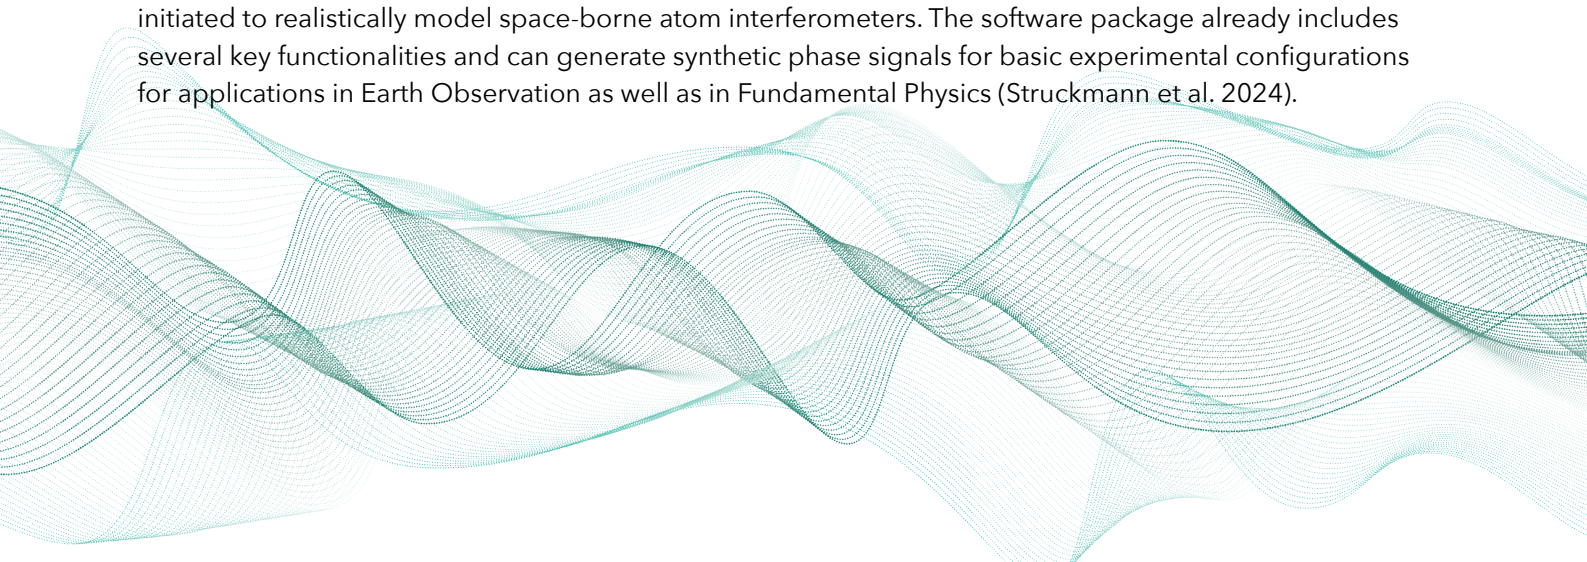 initiated to realistically model space-borne atom interferometers. The software package already includes
several key functionalities and can generate synthetic phase signals for basic experimental configurations
for applications in Earth Observation as well as in Fundamental Physics (Struckmann et al. 2024).